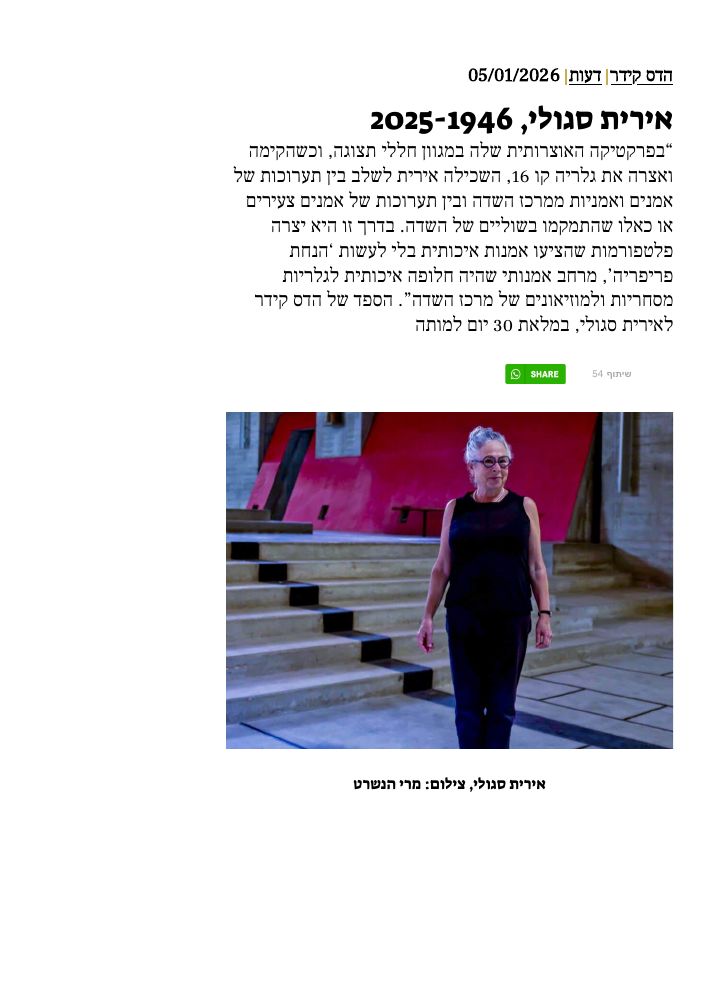 הדס קידר | דעות | 05/01/2026
אירית סגולי, 2025-1946
“בפרקטיקה האוצרותית שלה במגוון חללי תצוגה, וכשהקימה
ואצרה את גלריה קו 16, השכילה אירית לשלב בין תערוכות של
אמנים ואמניות ממרכז השדה ובין תערוכות של אמנים צעירים
או כאלו שהתמקמו בשוליים של השדה. בדרך זו היא יצרה
פלטפורמות שהציעו אמנות איכותית בלי לעשות ‘הנחת
פריפריה’, מרחב אמנותי שהיה חלופה איכותית לגלריות
מסחריות ולמוזיאונים של מרכז השדה”. הספד של הדס קידר
לאירית סגולי, במלאת 30 יום למותה
שיתוף 54
SHARE
אירית סגולי, צילום: מרי הנשרט